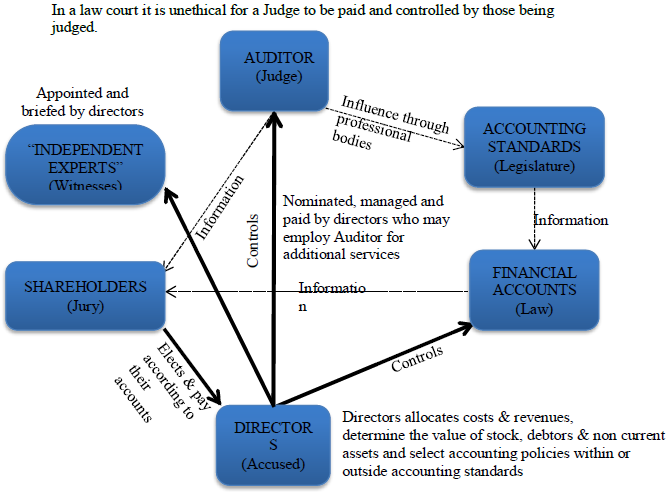 In a law court it is unethical for a Judge to be paid and controlled by those being
judged.
AUDITOR
(Judge)
Appointed and
briefed by directors
“INDEPENDENT
EXPERTS”
(Witnesses)
Influence through
professional
bodies
ACCOUNTING
STANDARDS
(Legislature)
Information
Controls
Nominated, managed and
paid by directors who may
employ Auditor for
additional services
Information
SHAREHOLDERS
(Jury)
Informatio
n
FINANCIAL
ACCOUNTS
(Law)
Elects & pay
according to
their
accounts
Controls
DIRECTOR
S
(Accused)
Directors allocates costs & revenues,
determine the value of stock, debtors & non current
assets and select accounting policies within or
outside accounting standards